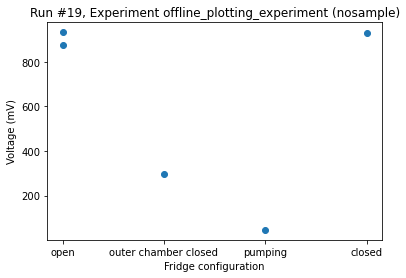 Run #19, Experiment offline_plotting_experiment (nosample)
Voltage (mV)
800
600
400
200
open
outer chamber closed
pumping
closed
Fridge configuration